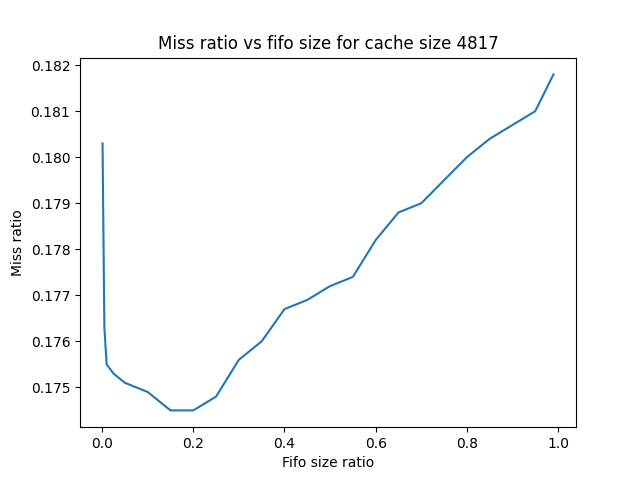 Miss ratio vs fifo size for cache size 4817
0.182
0.181
0.180
0.179
0.178
0.177
0.176
0.175
Miss ratio
0.0 0.2 0.4 0.6 0.8 1.0
Fifo size ratio